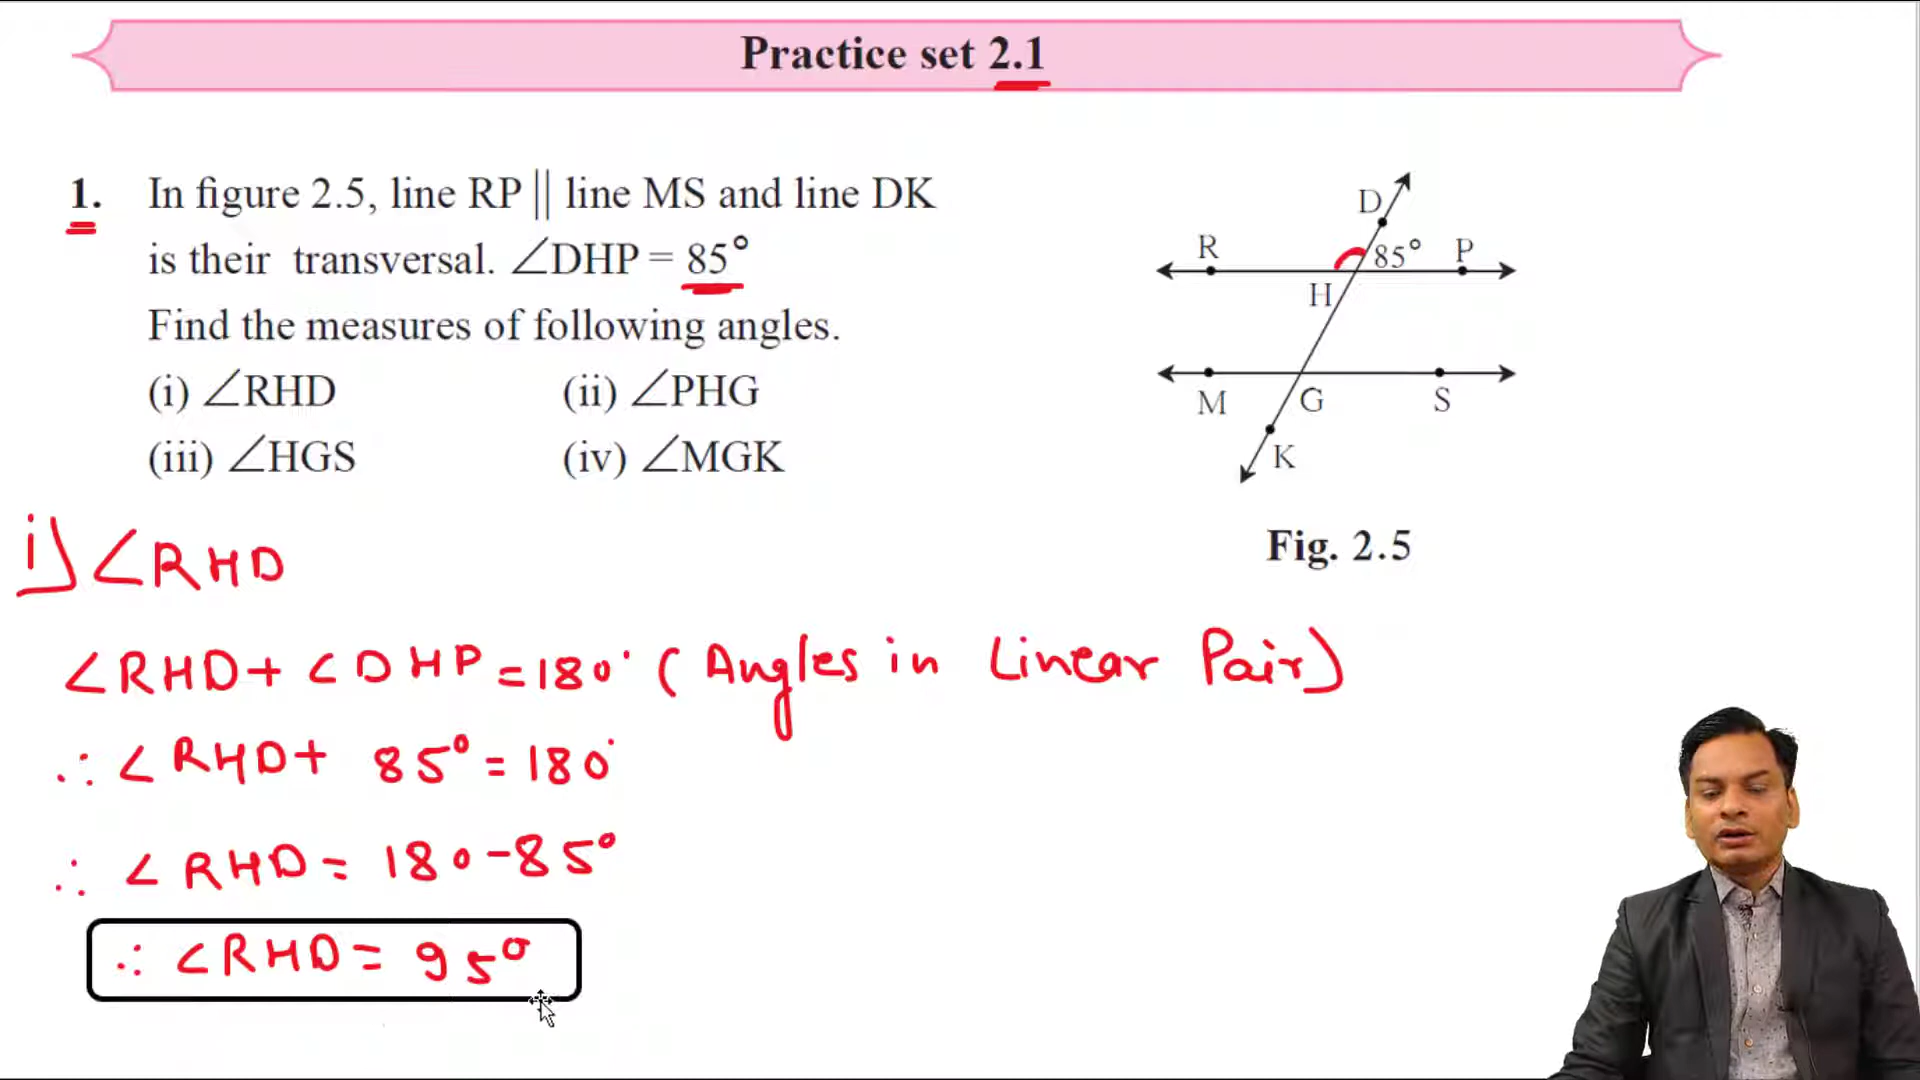 Practice set 2.1
1. In figure 2.5, line RP || line MS and line DK
is their transversal. ∠DHP = 85°
Find the measures of following angles.
(i) ∠RHD (ii) ∠PHG
(iii) ∠HGS (iv) ∠MGK
D
R 85° P
H
M G S
K
Fig. 2.5
i) ∠RHD
∠RHD + ∠DHP = 180° (Angles in Linear Pair)
∴ ∠RHD + 85° = 180°
∴ ∠RHD = 180 - 85°
∴ ∠RHD = 95°